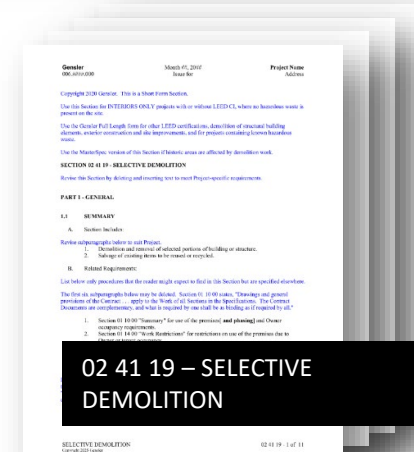 Gensler March 01, 2016 Project Name
006.6666.000 Issue for Address
Copyright 2020 Gensler. This is a Short Form Section.
Use this Section for INTERIORS ONLY projects with or without LEED CI, where no hazardous waste is
present on the site.
Use the Gensler Full Length form for other LEED certifications, demolition of structural building
elements, exterior construction and site improvements, and for projects containing known hazardous
waste.
Use the MasterSpec version of this Section if historic areas are affected by demolition work.
SECTION 02 41 19 - SELECTIVE DEMOLITION
Revise this Section by deleting and inserting text to meet Project-specific requirements.
PART 1 - GENERAL
1.1 SUMMARY
A. Section Includes:
Revise subparagraphs below to suit Project.
1. Demolition and removal of selected portions of building or structure.
2. Salvage of existing items to be reused or recycled.
B. Related Requirements:
List below only procedures that the reader might expect to find in this Section but are specified elsewhere.
The first six subparagraphs below may be deleted. Section 01 10 00 states, "Drawings and general
provisions of the Contract ... apply to the Work of all Sections in the Specifications. The Contract
Documents are complementary, and what is required by one shall be as binding as if required by all."
1. Section 01 10 00 "Summary" for use of the premises[ and phasing] and Owner
occupancy requirements.
2. Section 01 14 00 "Work Restrictions" for restrictions on use of the premises due to
02 41 19 – SELECTIVE
DEMOLITION
SELECTIVE DEMOLITION 02 41 19 - 1 of 11
Copyright 2020 Gensler